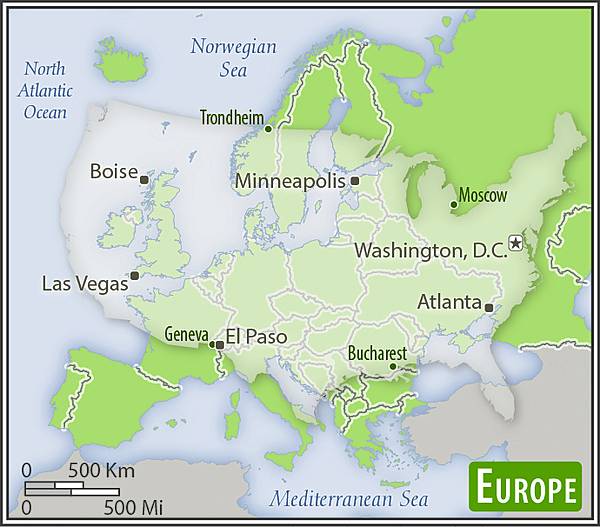 Norwegian
Sea
North
Atlantic
Ocean
Trondheim
Boise
Minneapolis
Moscow
Washington, D.C.
Las Vegas
Atlanta
Geneva
El Paso
Bucharest
0 500 Km
0 500 Mi
Mediterranean Sea
EUROPE